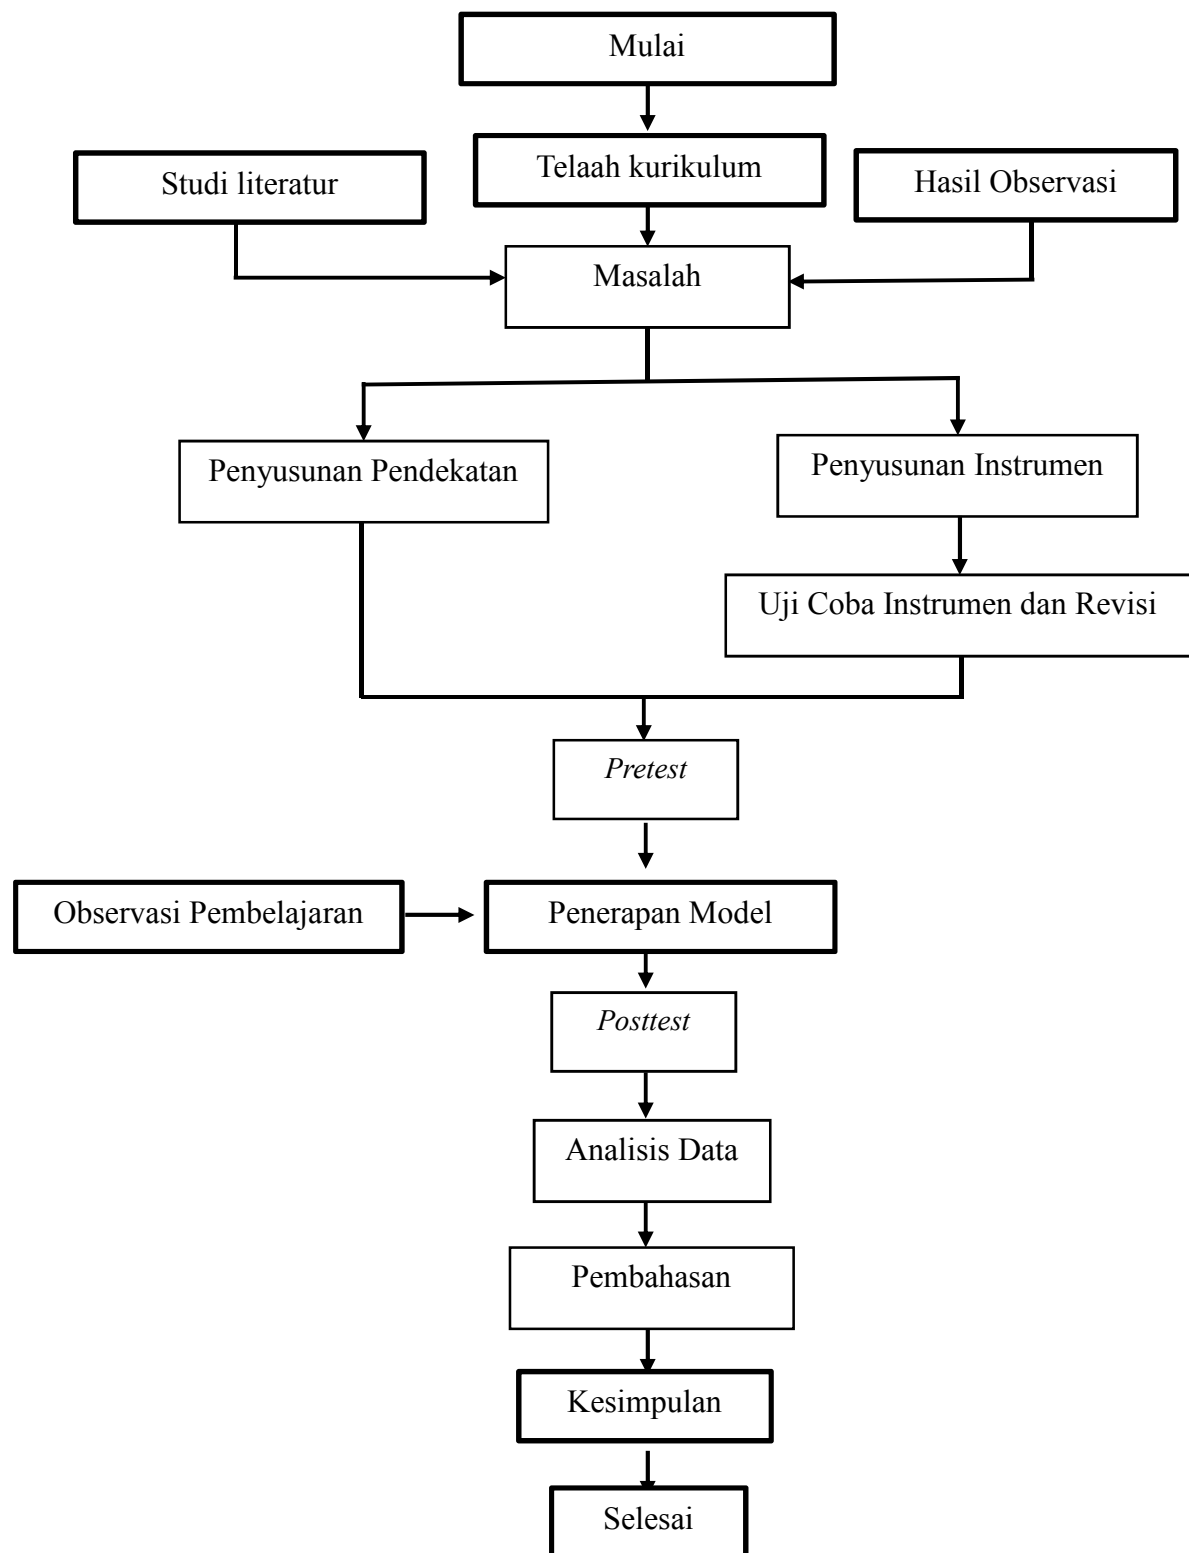 Mulai
Studi literatur
Telaah kurikulum
Hasil Observasi
Masalah
Penyusunan Pendekatan
Penyusunan Instrumen
Uji Coba Instrumen dan Revisi
Pretest
Observasi Pembelajaran
Penerapan Model
Posttest
Analisis Data
Pembahasan
Kesimpulan
Selesai